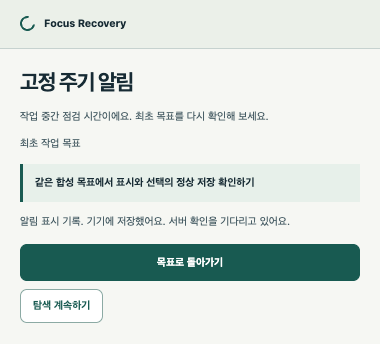 Focus Recovery
고정 주기 알림
작업 중간 점검 시간이에요. 최초 목표를 다시 확인해 보세요.
최초 작업 목표
같은 합성 목표에서 표시와 선택의 정상 저장 확인하기
알림 표시 기록. 기기에 저장했어요. 서버 확인을 기다리고 있어요.
목표로 돌아가기
탐색 계속하기